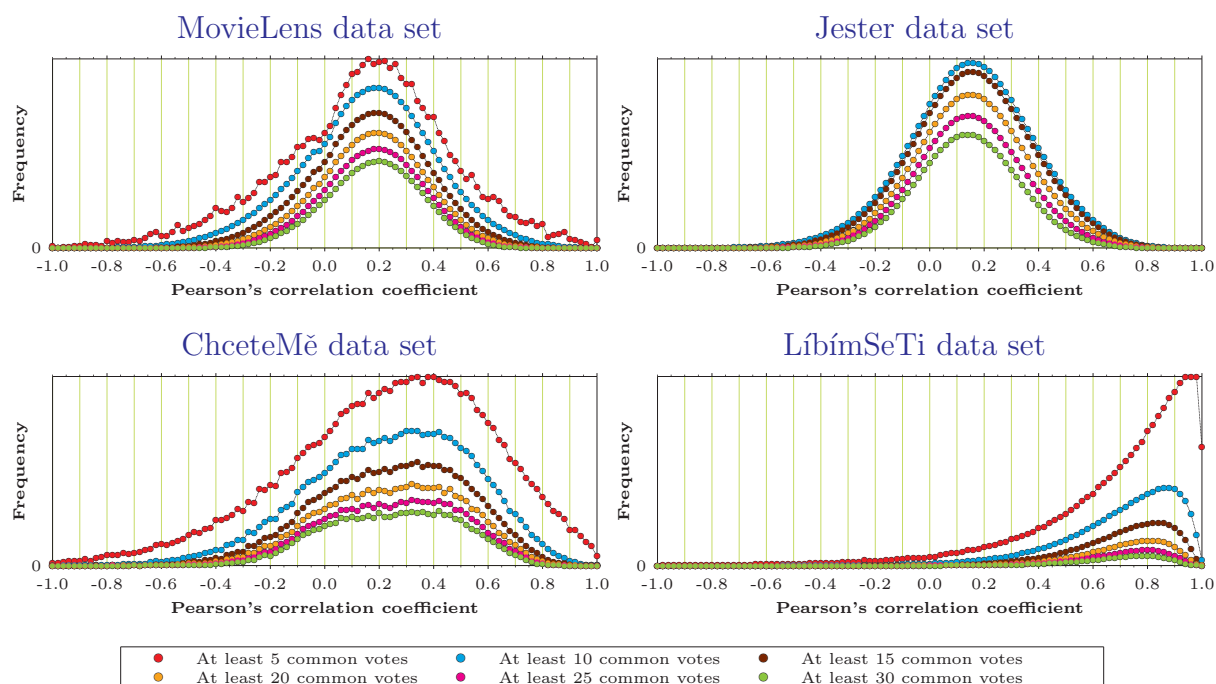 MovieLens data set
Frequency
0
-1.0 -0.8 -0.6 -0.4 -0.2 0.0 0.2 0.4 0.6 0.8 1.0
Pearson's correlation coefficient
Jester data set
Frequency
0
-1.0 -0.8 -0.6 -0.4 -0.2 0.0 0.2 0.4 0.6 0.8 1.0
Pearson's correlation coefficient
ChceteMě data set
Frequency
0
-1.0 -0.8 -0.6 -0.4 -0.2 0.0 0.2 0.4 0.6 0.8 1.0
Pearson's correlation coefficient
LíbímSeTi data set
Frequency
0
-1.0 -0.8 -0.6 -0.4 -0.2 0.0 0.2 0.4 0.6 0.8 1.0
Pearson's correlation coefficient
At least 5 common votes At least 10 common votes At least 15 common votes
At least 20 common votes At least 25 common votes At least 30 common votes